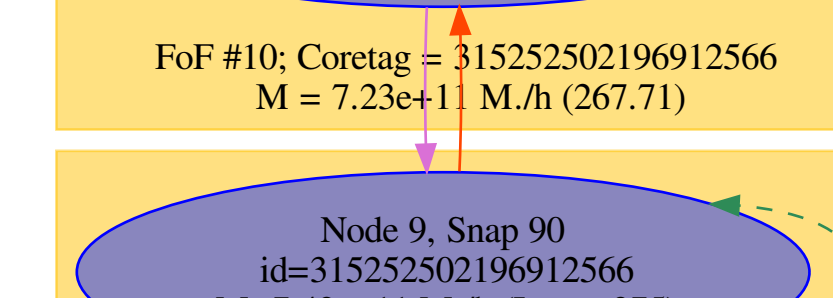 FoF #10; Coretag = 315252502196912566
M = 7.23e+11 M./h (267.71)
Node 9, Snap 90
id=315252502196912566